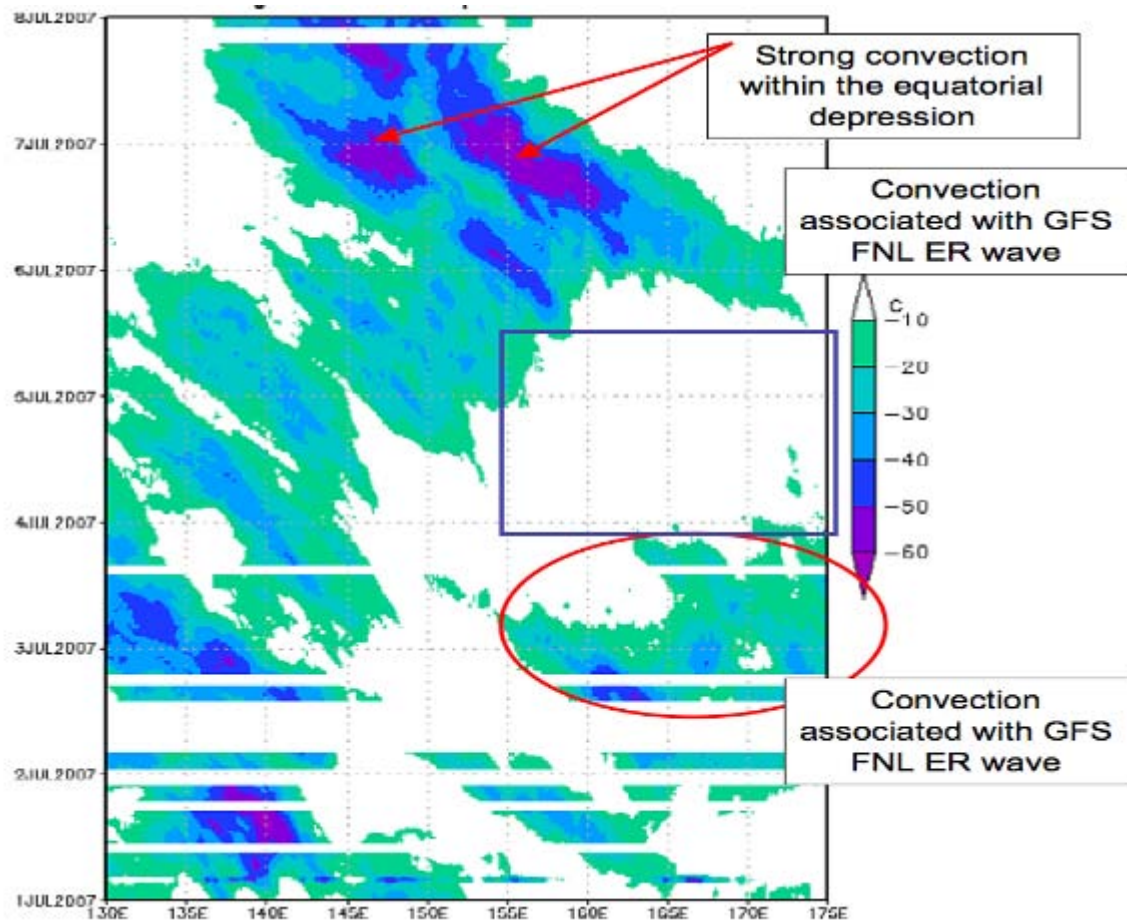 8JUL2007
Strong convection
within the equatorial
depression
7JUL2007
Convection
associated with GFS
FNL ER wave
6JUL2007
C
-10
-20
-30
-40
-50
-60
5JUL2007
4JUL2007
3JUL2007
Convection
associated with GFS
FNL ER wave
2JUL2007
1JUL2007
130E 135E 140E 145E 150E 155E 160E 165E 170E 175E